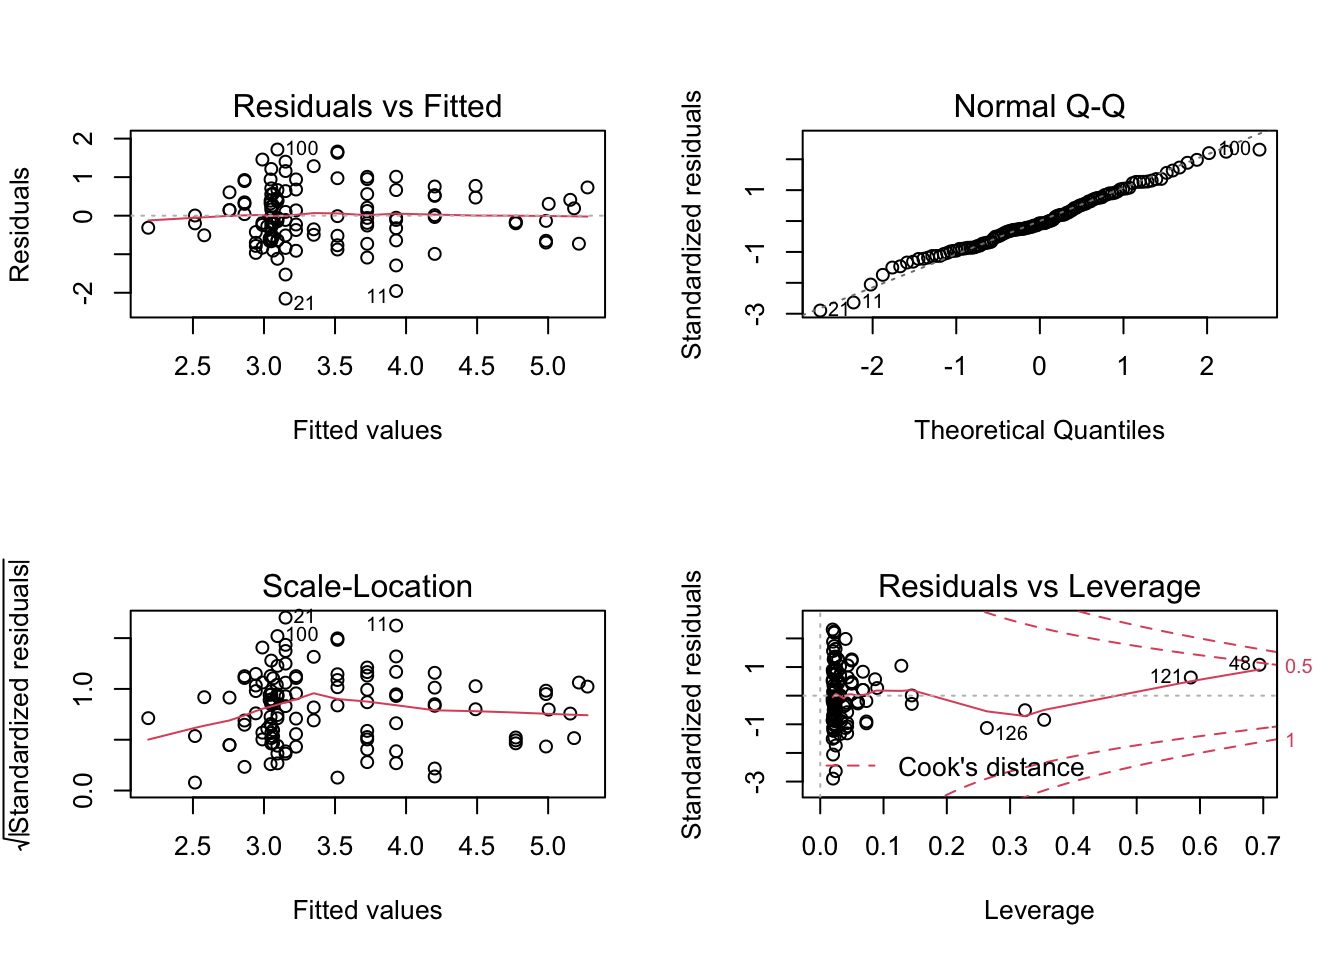 Residuals vs Fitted
Residuals
2
1
0
-2
100
21
11
2.5 3.0 3.5 4.0 4.5 5.0
Fitted values
Normal Q-Q
Standardized residuals
1
-1
-3
100
11
21
-2 -1 0 1 2
Theoretical Quantiles
Scale-Location
√|Standardized residuals|
1.0
0.0
21
100
11
2.5 3.0 3.5 4.0 4.5 5.0
Fitted values
Residuals vs Leverage
Standardized residuals
1
-1
-3
48
121
126
0.5
1
Cook's distance
0.0 0.1 0.2 0.3 0.4 0.5 0.6 0.7
Leverage